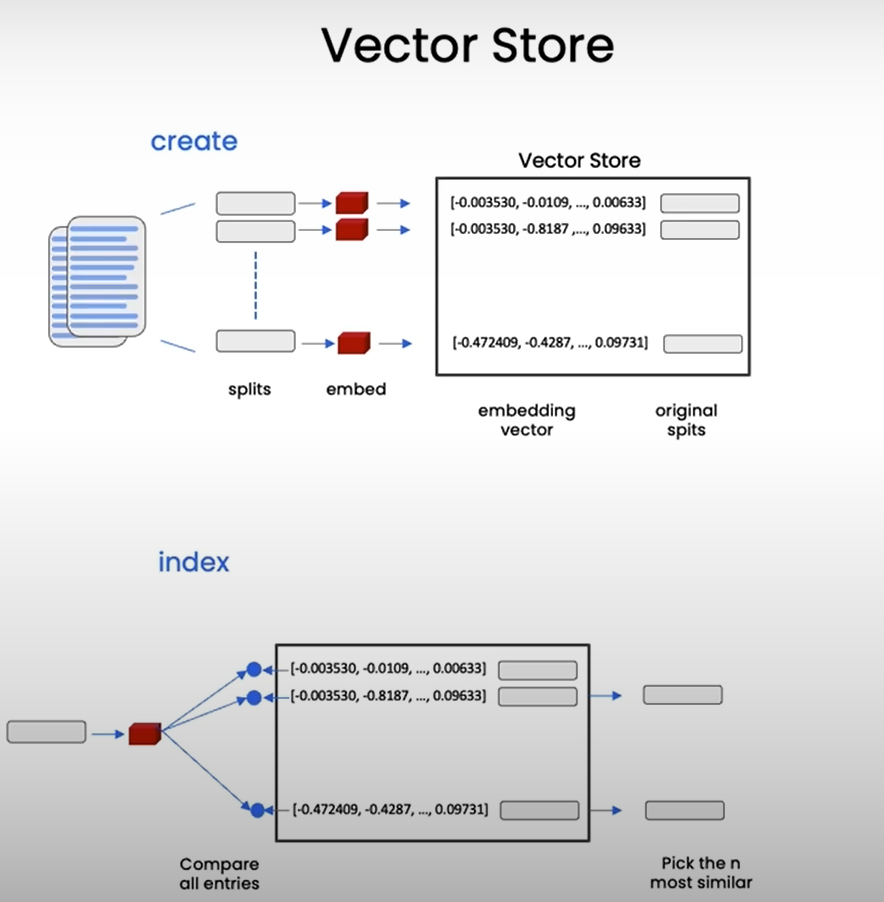 Vector Store
create
Vector Store
[-0.003530, -0.0109, ..., 0.00633]
[-0.003530, -0.8187 ,..., 0.09633]
[-0.472409, -0.4287, ..., 0.09731]
splits
embed
embedding
vector
original
spits
index
[-0.003530, -0.0109, ..., 0.00633]
[-0.003530, -0.8187, ..., 0.09633]
[-0.472409, -0.4287, ..., 0.09731]
Compare
all entries
Pick the n
most similar